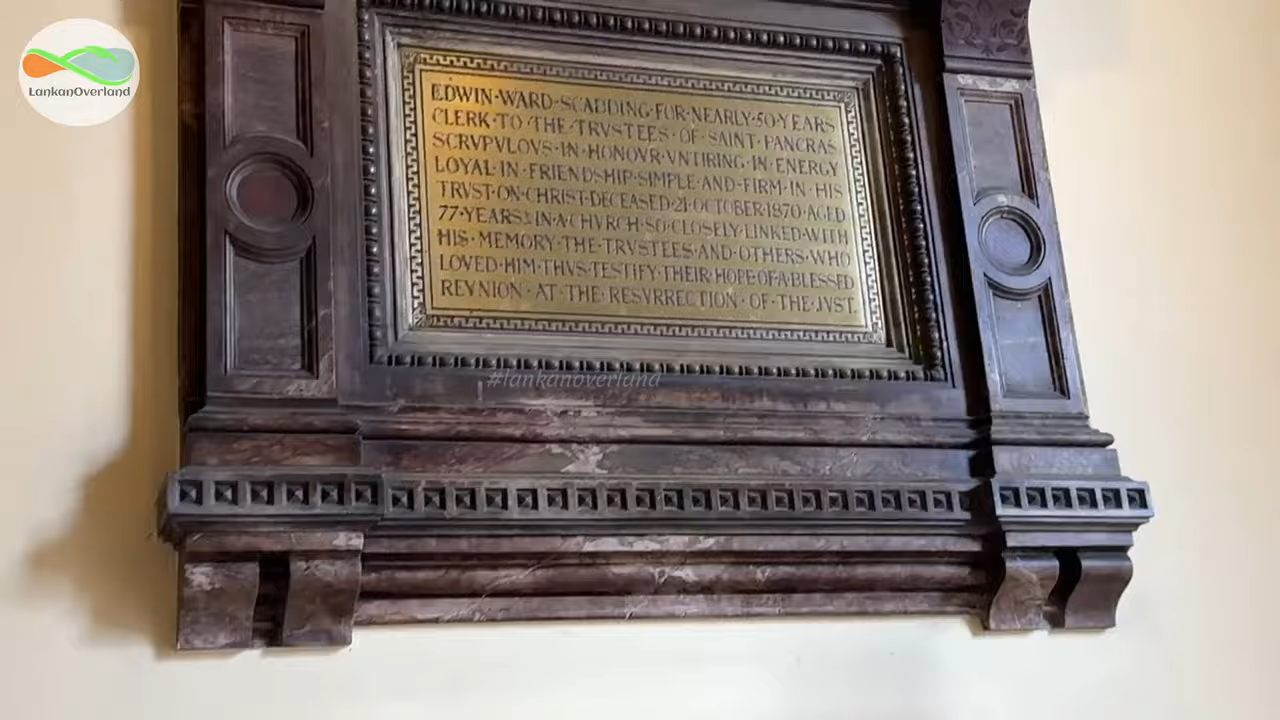 LankanOverland
EDWIN·WARD·SCADDING·FOR·NEARLY·50·YEARS
CLERK·TO·THE·TRVSTEES·OF·SAINT·PANCRAS
SCRVPVLOVS·IN·HONOVR·VNTIRING·IN·ENERGY
LOYAL·IN·FRIENDSHIP·SIMPLE·AND·FIRM·IN·HIS
TRVST·ON·CHRIST·DECEASED·21·OCTOBER·1870·AGED
77·YEARS·IN·A·CHVRCH·SO·CLOSELY·LINKED·WITH
HIS·MEMORY·THE·TRVSTEES·AND·OTHERS·WHO
LOVED·HIM·THVS·TESTIFY·THEIR·HOPE·OF·A·BLESSED
REVNION·AT·THE·RESVRRECTION·OF·THE·JVST.
#lankanoverland